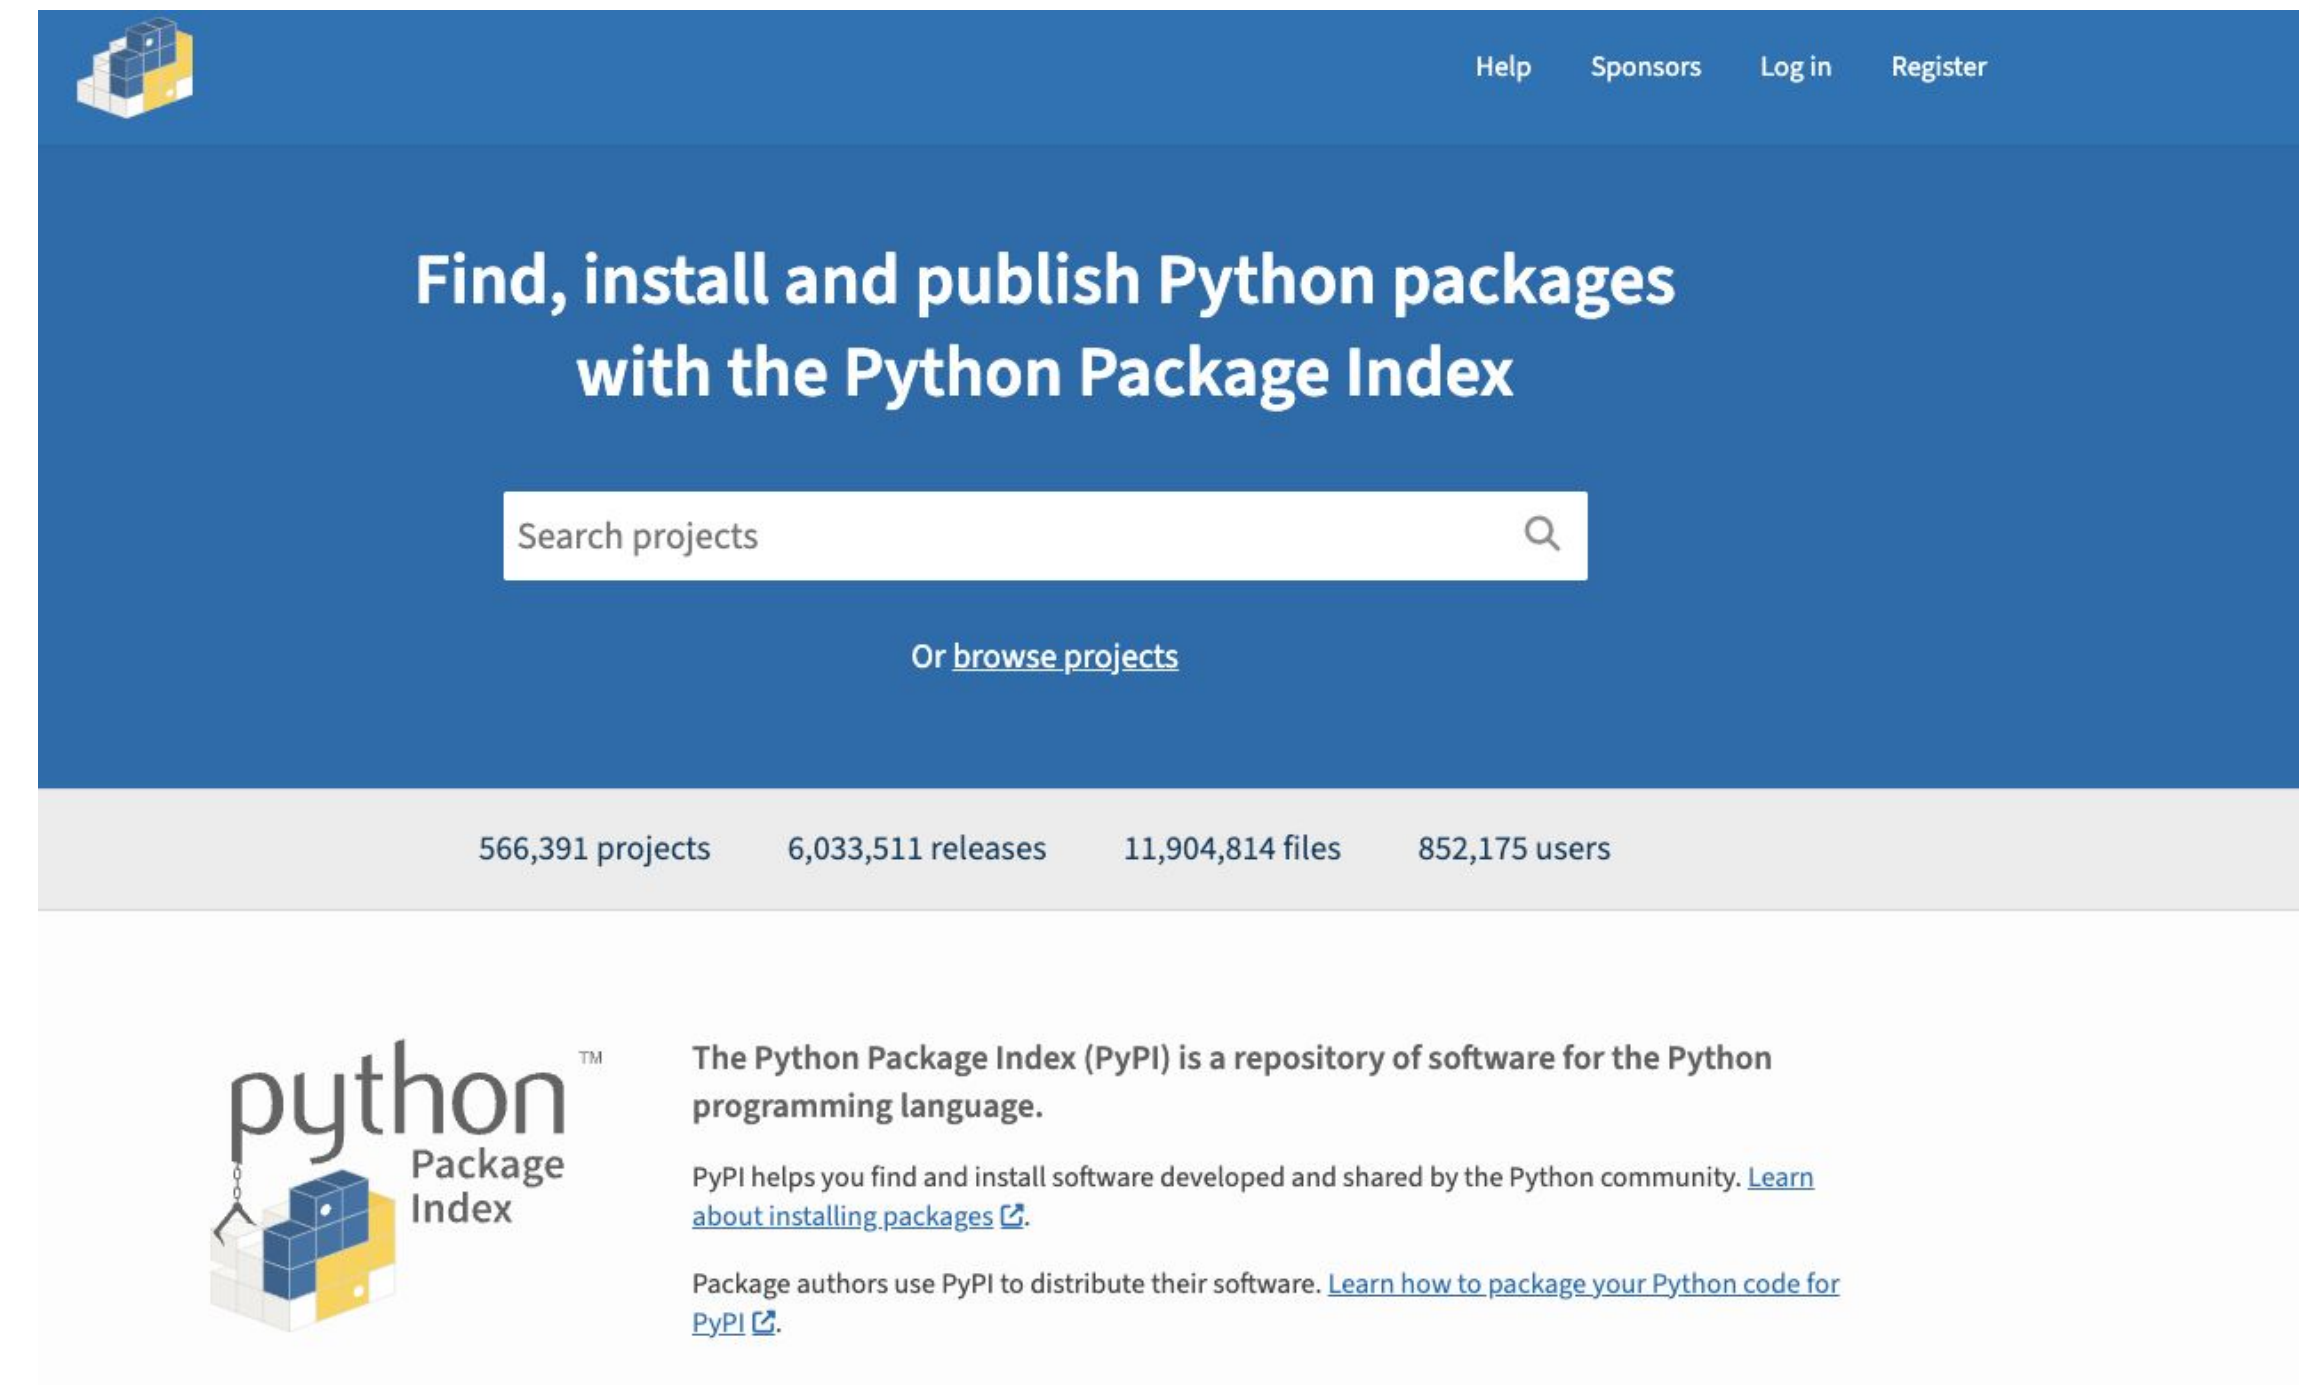 Help Sponsors Log in Register
Find, install and publish Python packages
with the Python Package Index
Search projects
Or browse projects
566,391 projects 6,033,511 releases 11,904,814 files 852,175 users
python™
Package
Index
The Python Package Index (PyPI) is a repository of software for the Python
programming language.
PyPI helps you find and install software developed and shared by the Python community. Learn
about installing packages.
Package authors use PyPI to distribute their software. Learn how to package your Python code for
PyPI.